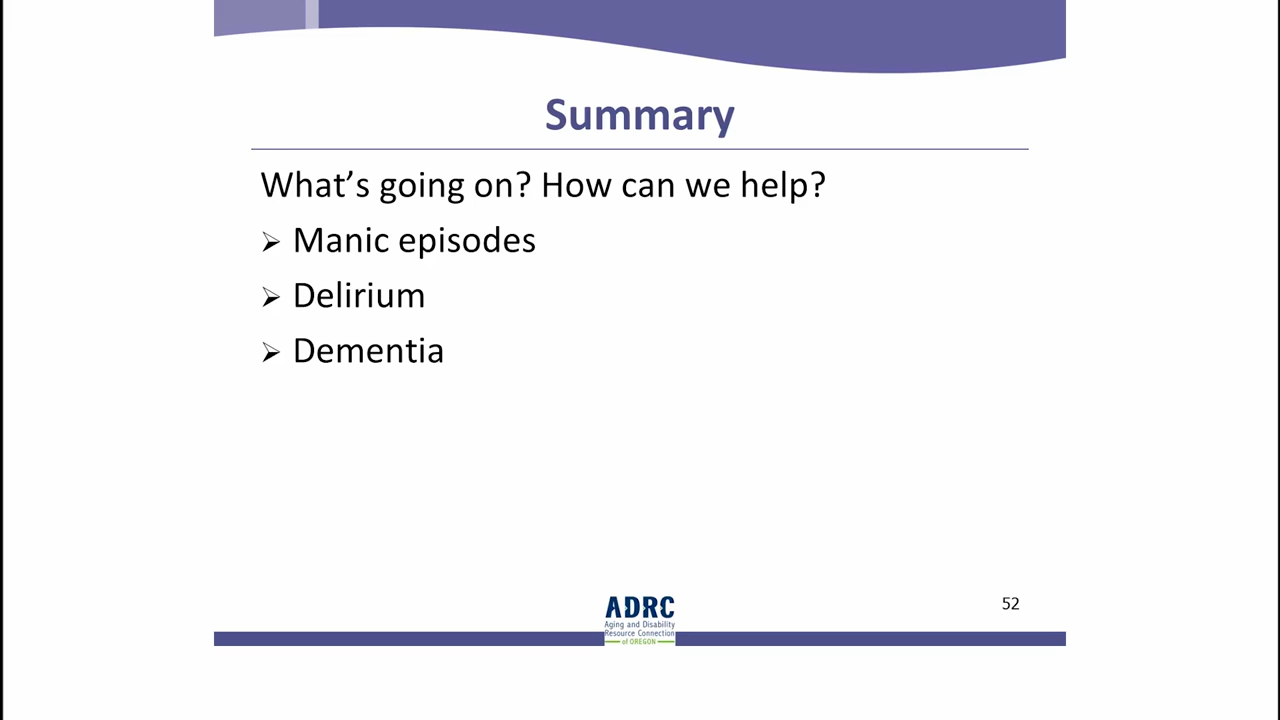 Summary
What’s going on? How can we help?
➢ Manic episodes
➢ Delirium
➢ Dementia
52
ADRC
Aging and Disability
Resource Connection
of OREGON